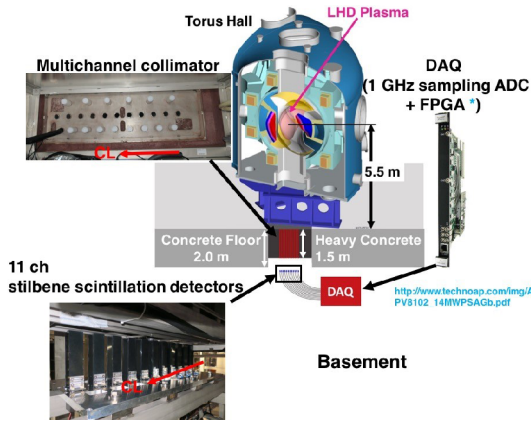 Torus Hall
LHD Plasma
Multichannel collimator
CL
DAQ
(1 GHz sampling ADC
+ FPGA *)
5.5 m
Concrete Floor
2.0 m
Heavy Concrete
1.5 m
11 ch
stilbene scintillation detectors
DAQ
http://www.technoap.com/img/A
PV8102_14MWPSAGb.pdf
CL
Basement